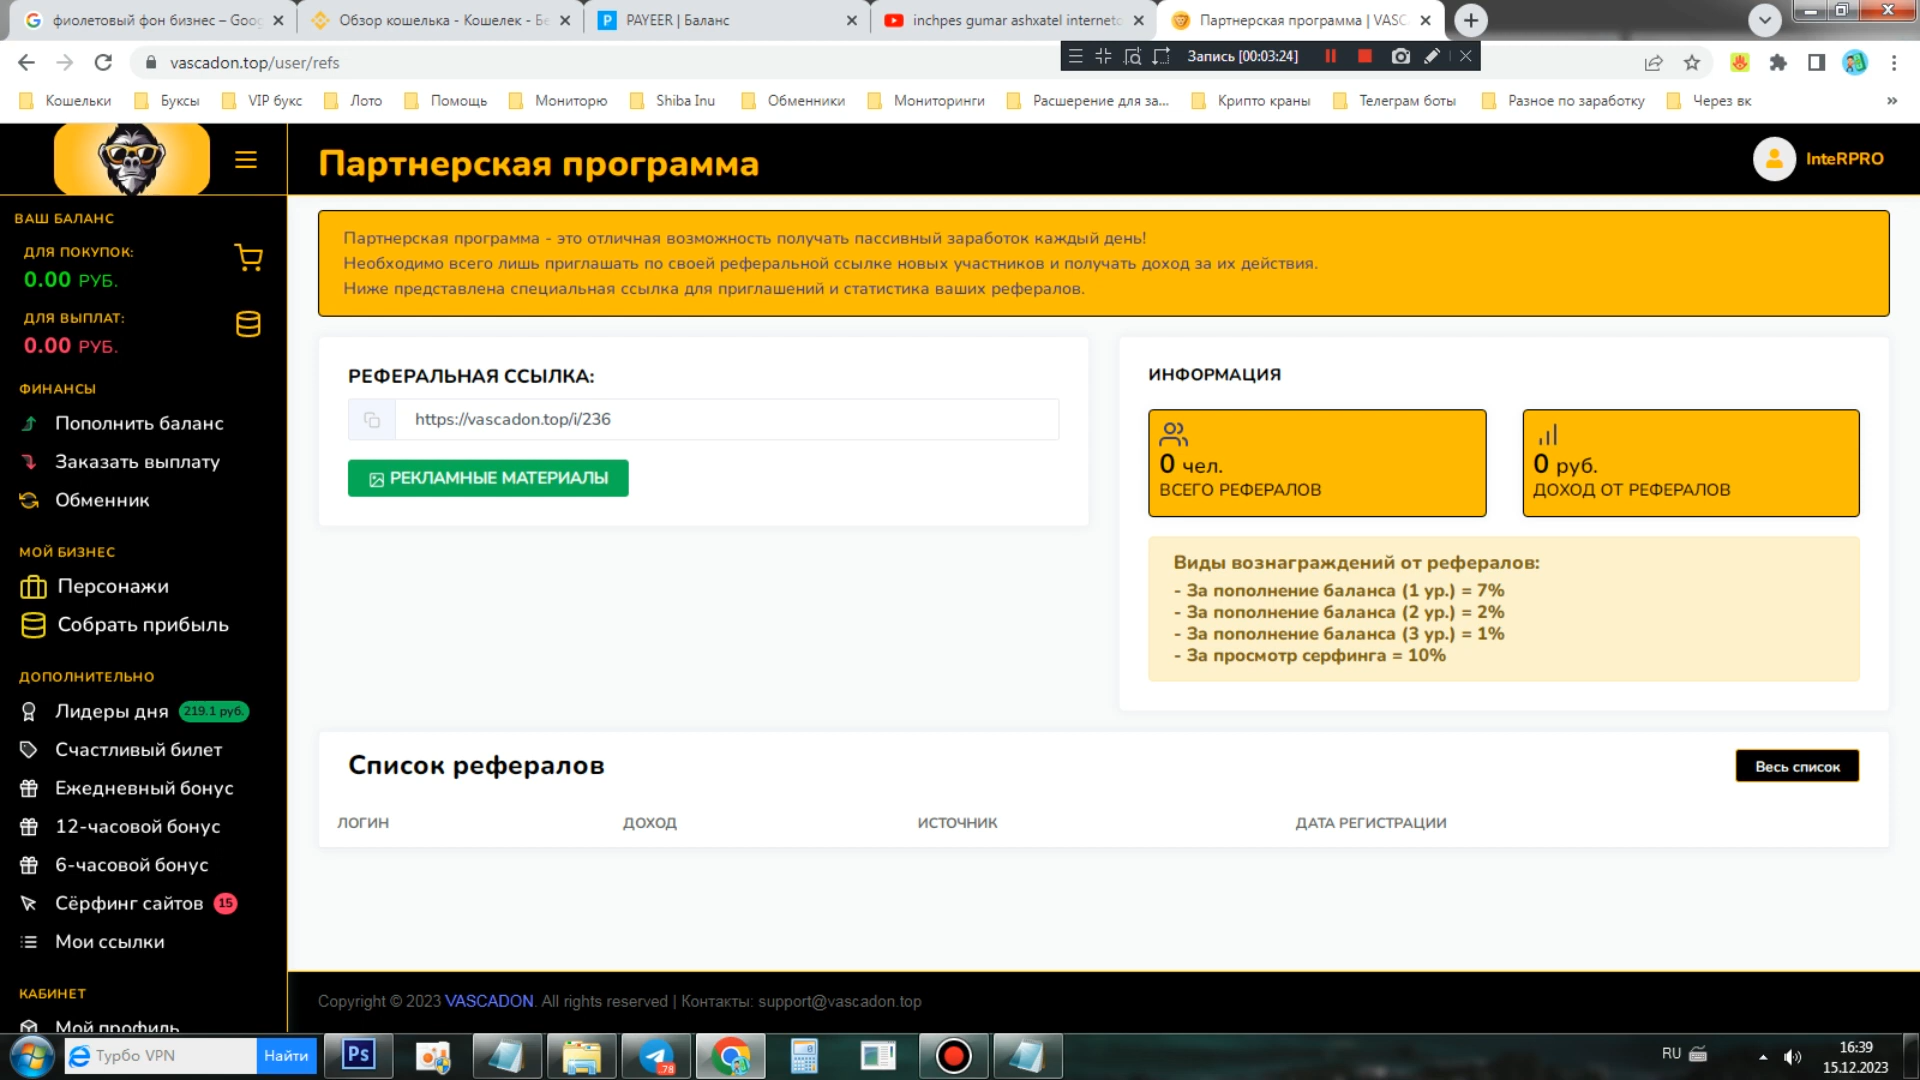 фиолетовый фон бизнес – Goo
Обзор кошелька - Кошелек - Би
PAYEER | Баланс
inchpes gumar ashxatel internetc
Партнерская программа | VASC
vascadon.top/user/refs
Запись [00:03:24]
Кошельки
Буксы
VIP букс
Лото
Помощь
Мониторю
Shiba Inu
Обменники
Мониторинги
Расшерение для за...
Крипто краны
Телеграм боты
Разное по заработку
Через вк
»
Партнерская программа
InteRPRO
ВАШ БАЛАНС
ДЛЯ ПОКУПОК:
0.00 РУБ.
ДЛЯ ВЫПЛАТ:
0.00 РУБ.
ФИНАНСЫ
Пополнить баланс
Заказать выплату
Обменник
МОЙ БИЗНЕС
Персонажи
Собрать прибыль
ДОПОЛНИТЕЛЬНО
Лидеры дня 219.1 руб.
Счастливый билет
Ежедневный бонус
12-часовой бонус
6-часовой бонус
Сёрфинг сайтов 15
Мои ссылки
КАБИНЕТ
Мой профиль
Партнерская программа - это отличная возможность получать пассивный заработок каждый день!
Необходимо всего лишь приглашать по своей реферальной ссылке новых участников и получать доход за их действия.
Ниже представлена специальная ссылка для приглашений и статистика ваших рефералов.
РЕФЕРАЛЬНАЯ ССЫЛКА:
https://vascadon.top/i/236
РЕКЛАМНЫЕ МАТЕРИАЛЫ
ИНФОРМАЦИЯ
0 чел.
ВСЕГО РЕФЕРАЛОВ
0 руб.
ДОХОД ОТ РЕФЕРАЛОВ
Виды вознаграждений от рефералов:
- За пополнение баланса (1 ур.) = 7%
- За пополнение баланса (2 ур.) = 2%
- За пополнение баланса (3 ур.) = 1%
- За просмотр серфинга = 10%
Список рефералов
Весь список
ЛОГИН
ДОХОД
ИСТОЧНИК
ДАТА РЕГИСТРАЦИИ
Copyright © 2023 VASCADON. All rights reserved | Контакты: support@vascadon.top
Турбо VPN
Найти
Ps
78
RU
16:39
15.12.2023